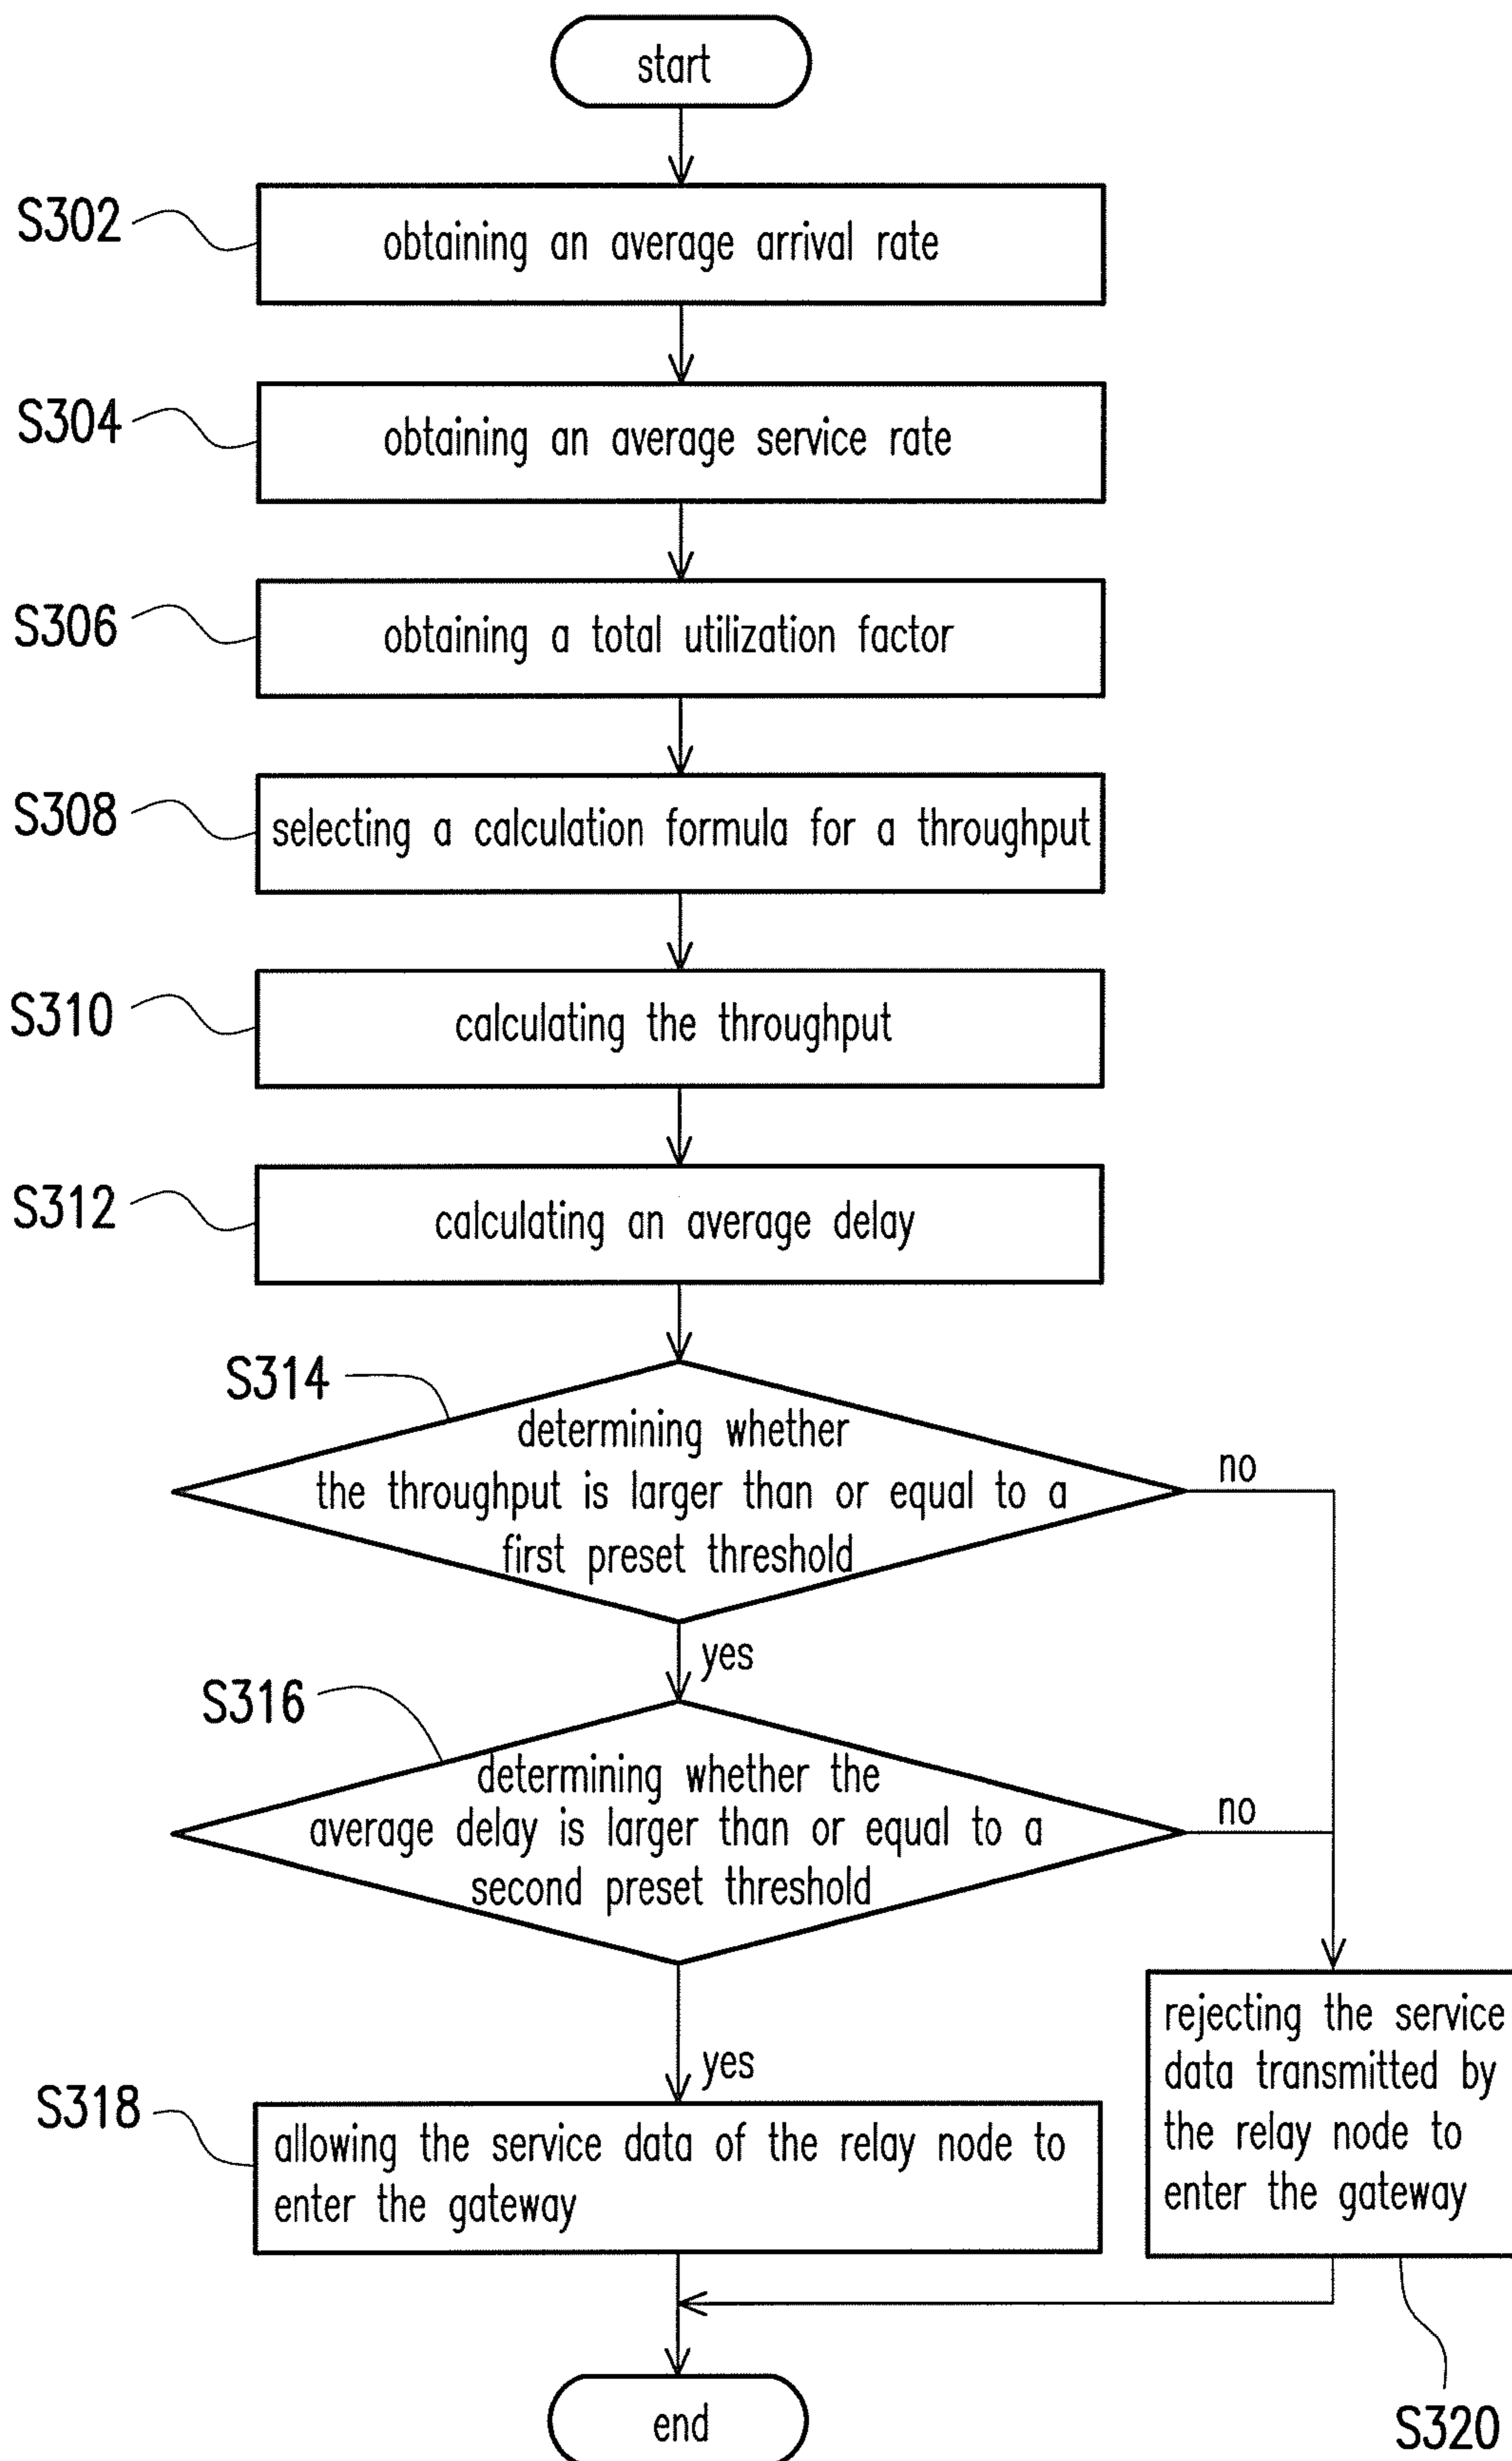 start
S302
obtaining an average arrival rate
S304
obtaining an average service rate
S306
obtaining a total utilization factor
S308
selecting a calculation formula for a throughput
S310
calculating the throughput
S312
calculating an average delay
S314
determining whether
the throughput is larger than or equal to a
first preset threshold
no
yes
S316
determining whether the
average delay is larger than or equal to a
second preset threshold
no
yes
S318
allowing the service data of the relay node to
enter the gateway
rejecting the service
data transmitted by
the relay node to
enter the gateway
S320
end